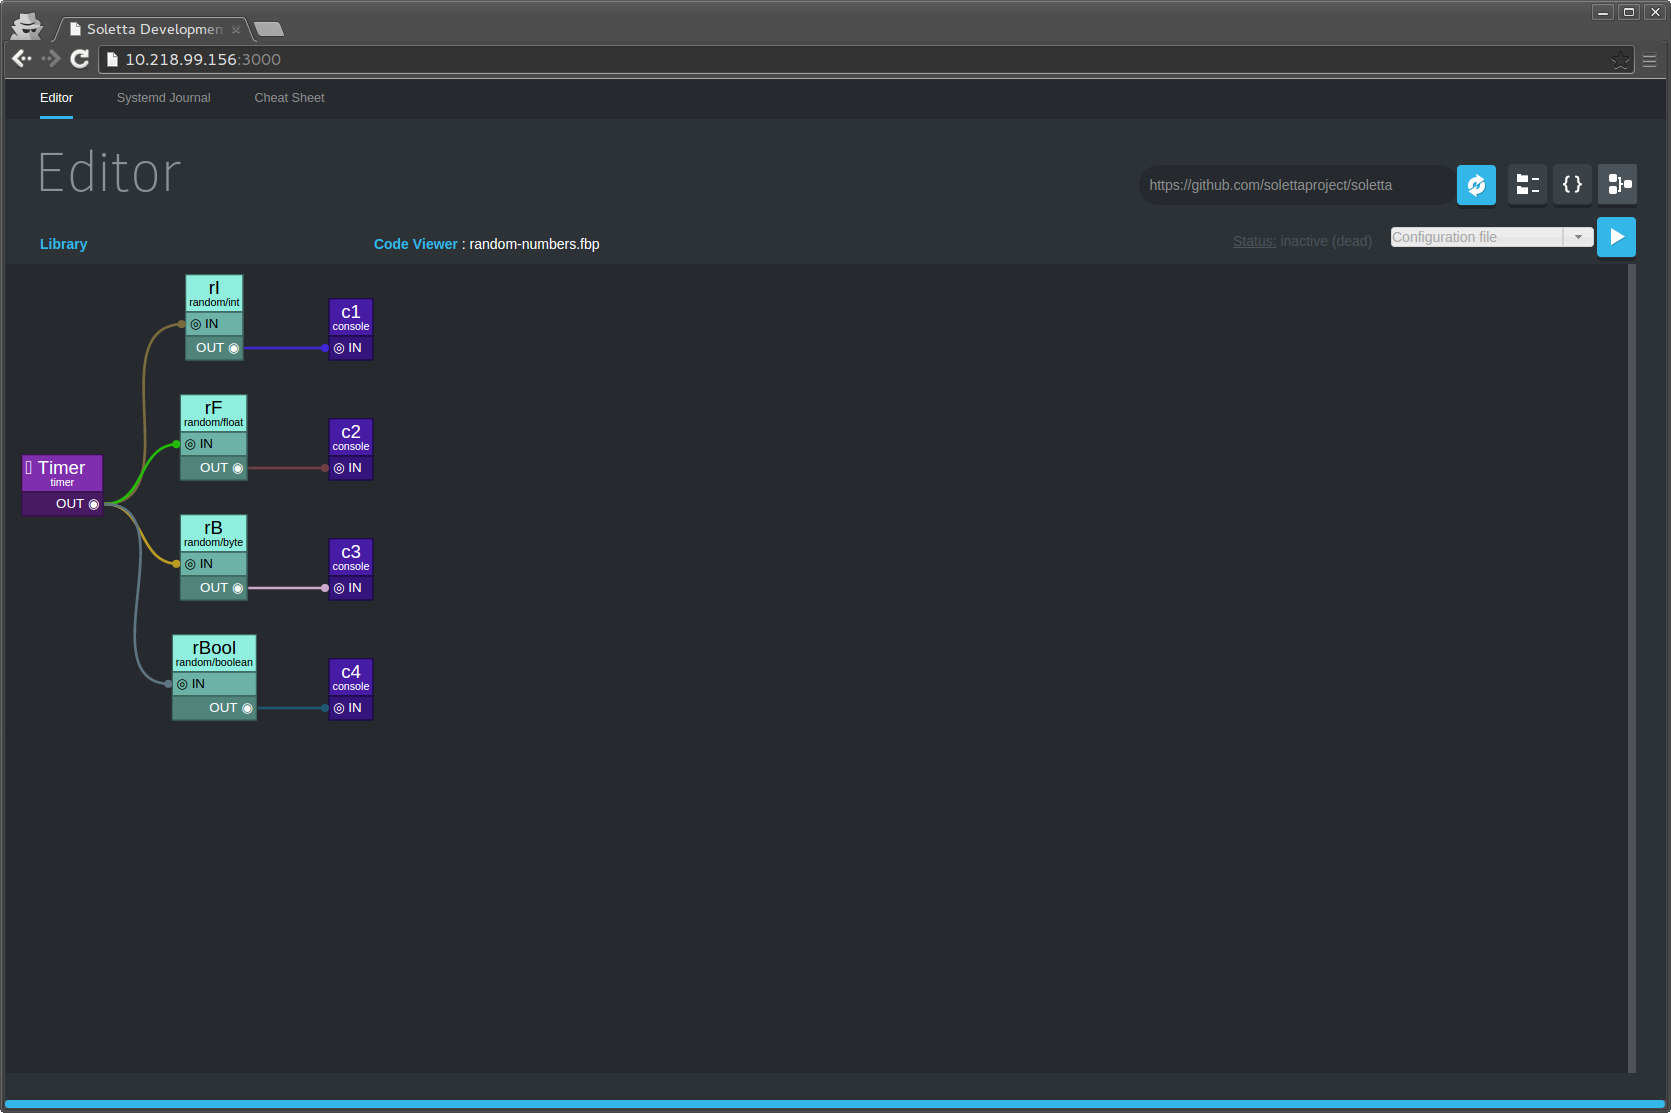 Soletta Developmen
10.218.99.156:3000
Editor Systemd Journal Cheat Sheet
Editor
https://github.com/solettaproject/soletta
{ }
Library Code Viewer : random-numbers.fbp Status: inactive (dead) Configuration file
rI
random/int
IN
OUT
c1
console
IN
rF
random/float
IN
OUT
c2
console
IN
Timer
timer
OUT
rB
random/byte
IN
OUT
c3
console
IN
rBool
random/boolean
IN
OUT
c4
console
IN